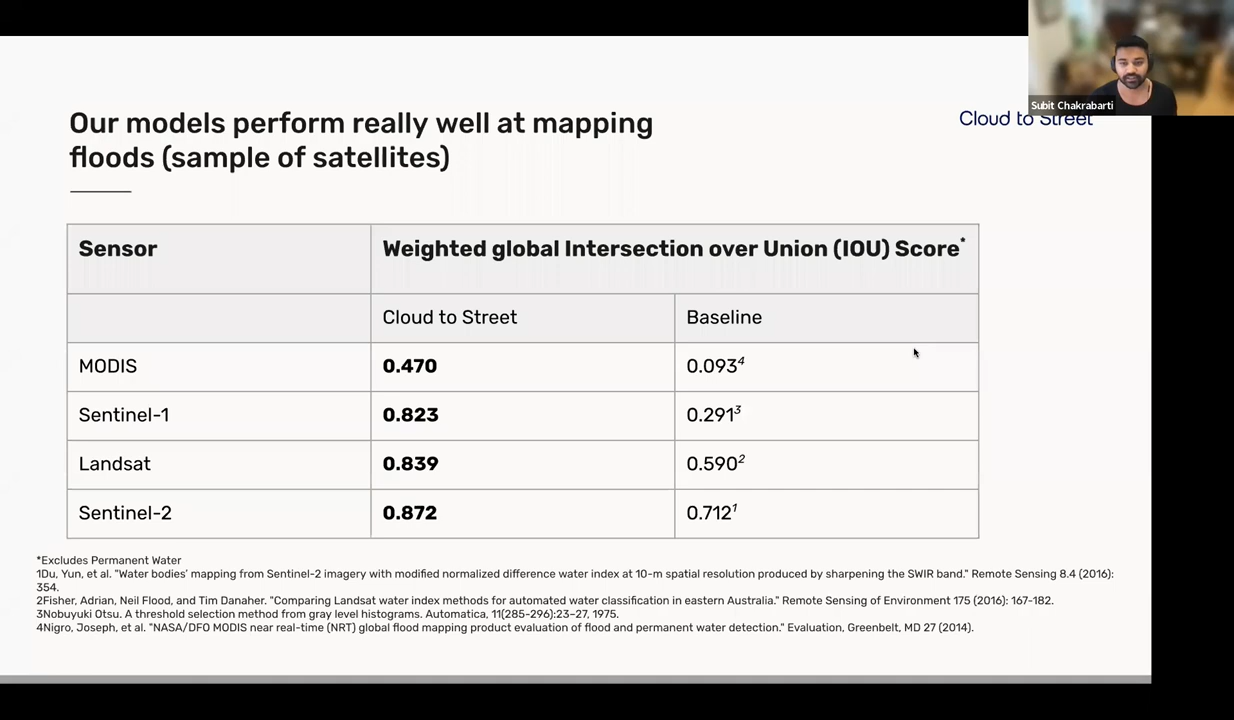 Subit Chakrabarti
Cloud to Street
Our models perform really well at mapping
floods (sample of satellites)
Sensor Weighted global Intersection over Union (IOU) Score*
Cloud to Street Baseline
MODIS 0.470 0.093⁴
Sentinel-1 0.823 0.291³
Landsat 0.839 0.590²
Sentinel-2 0.872 0.712¹
*Excludes Permanent Water
1Du, Yun, et al. "Water bodies' mapping from Sentinel-2 imagery with modified normalized difference water index at 10-m spatial resolution produced by sharpening the SWIR band." Remote Sensing 8.4 (2016):
354.
2Fisher, Adrian, Neil Flood, and Tim Danaher. "Comparing Landsat water index methods for automated water classification in eastern Australia." Remote Sensing of Environment 175 (2016): 167-182.
3Nobuyuki Otsu. A threshold selection method from gray level histograms. Automatica, 11(285-296):23–27, 1975.
4Nigro, Joseph, et al. "NASA/DFO MODIS near real-time (NRT) global flood mapping product evaluation of flood and permanent water detection." Evaluation, Greenbelt, MD 27 (2014).